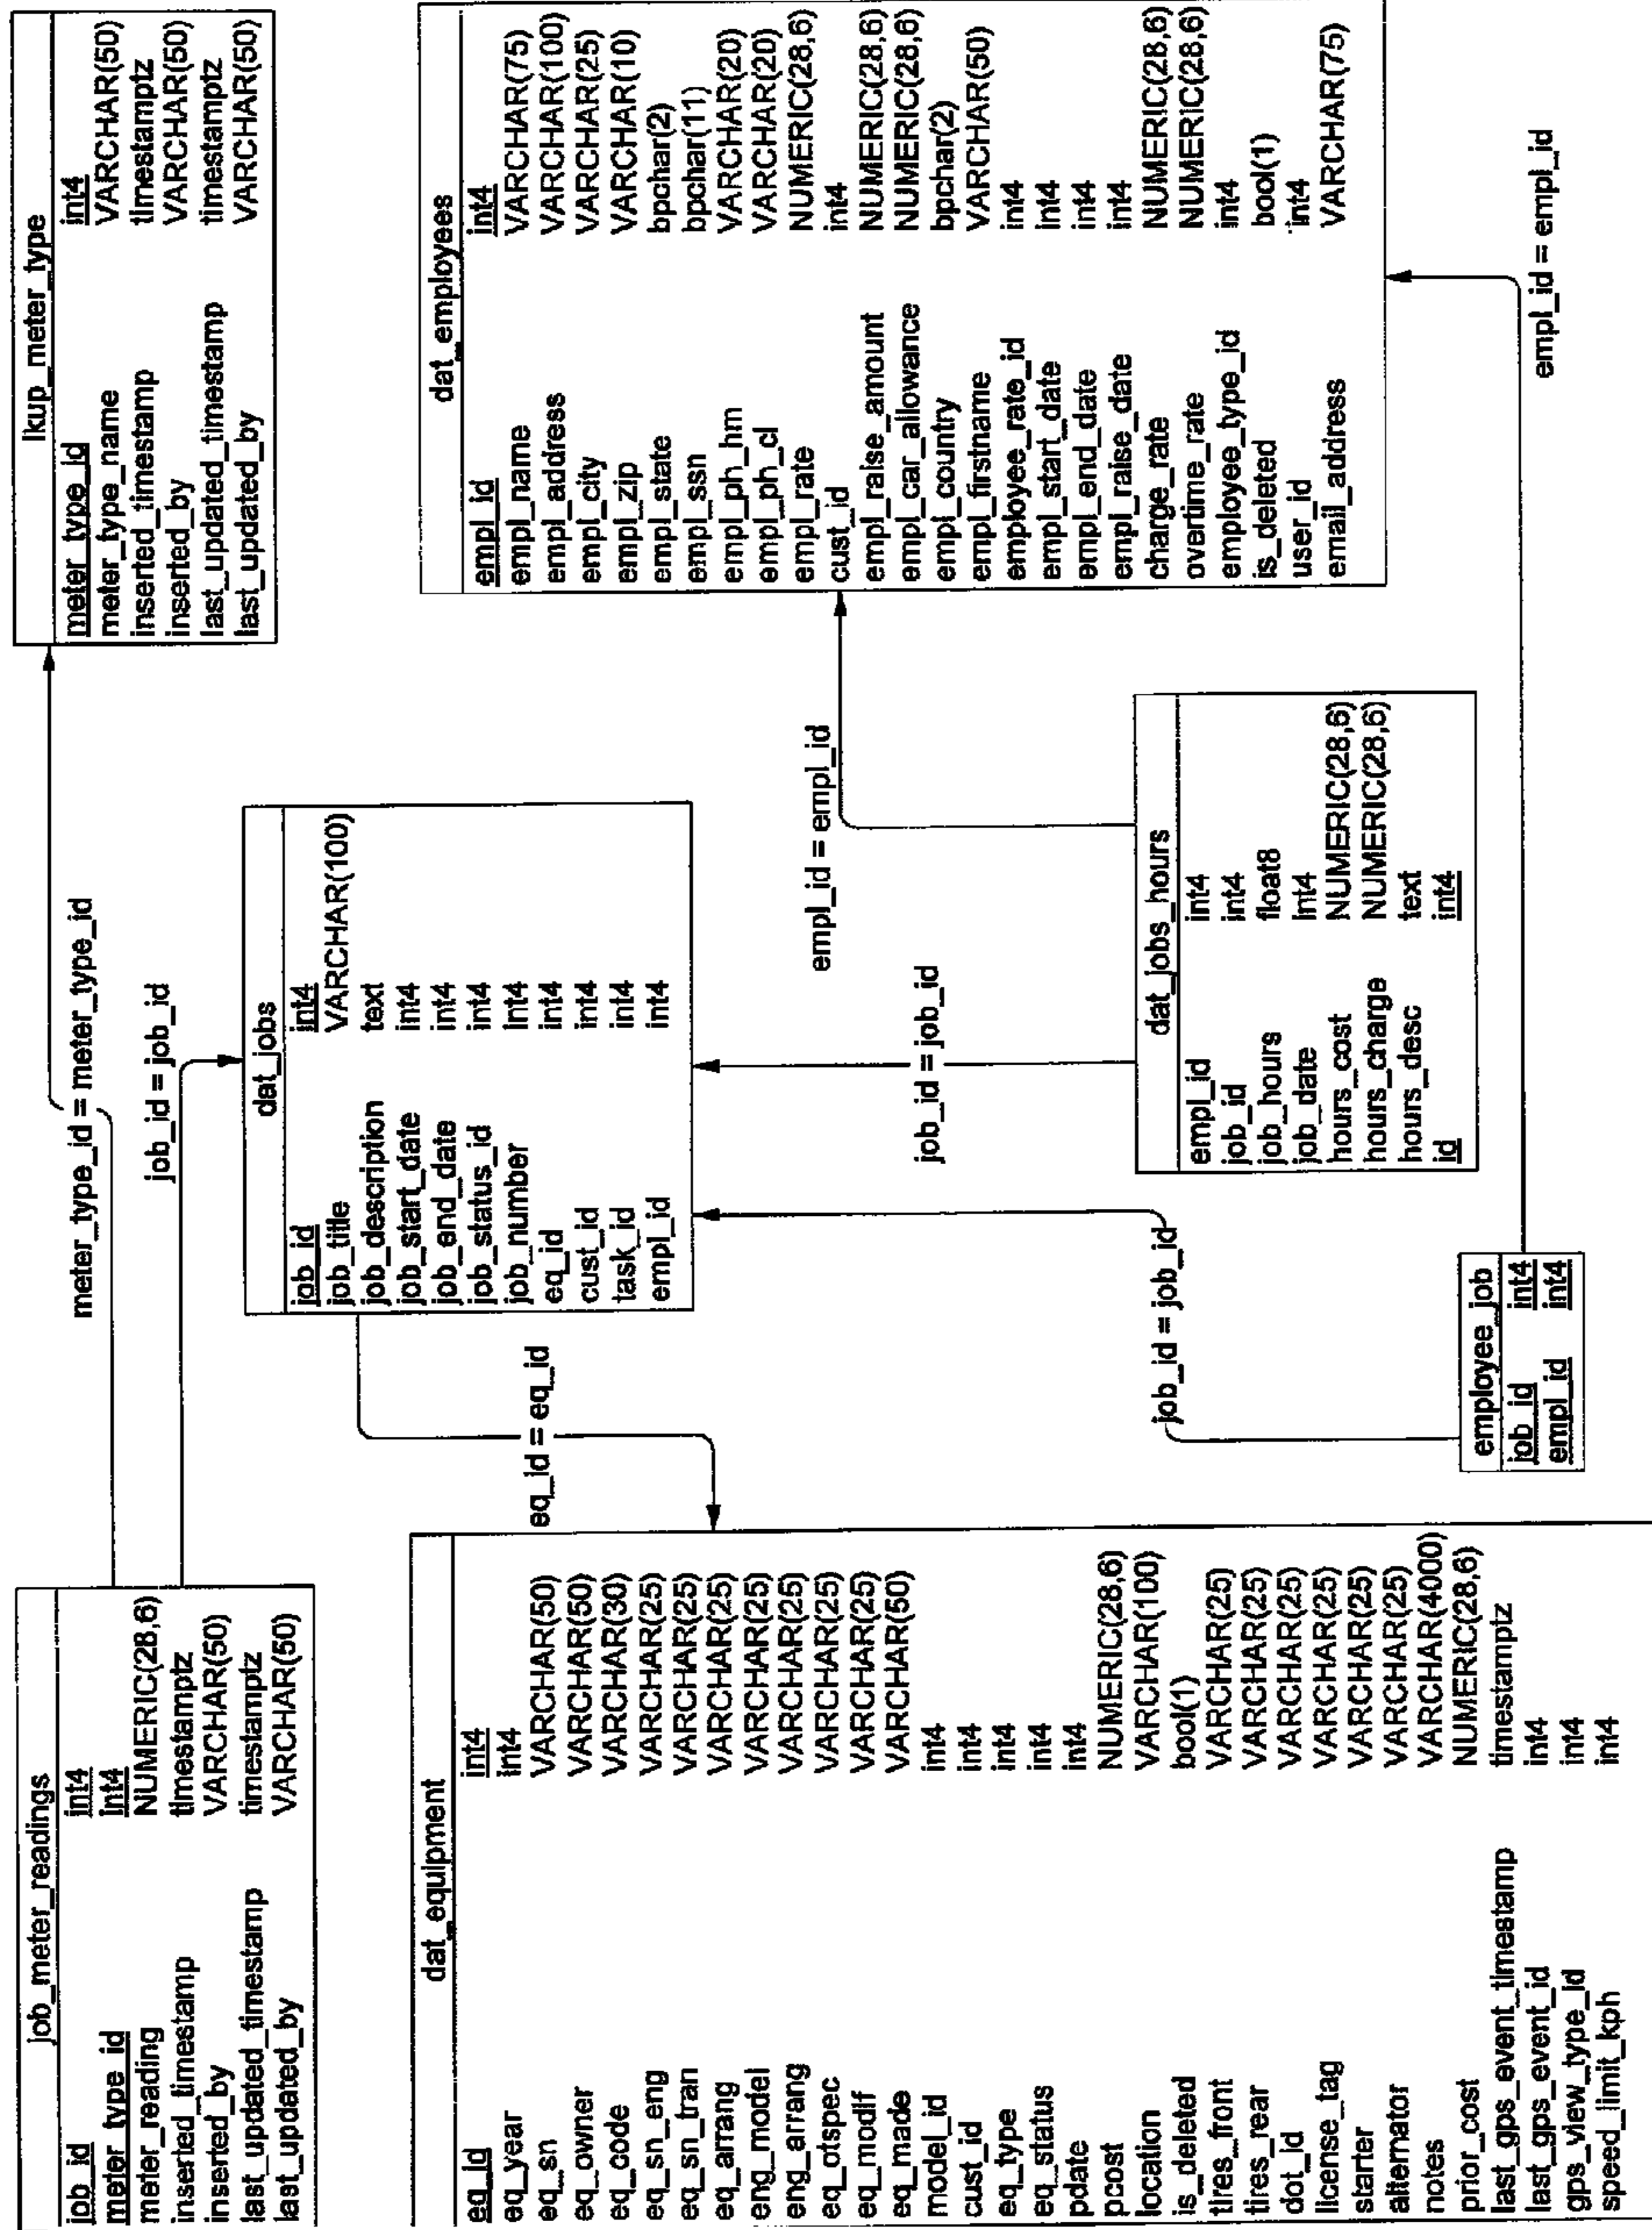 job_meter_readings
job_id int4
meter_type_id int4
meter_reading NUMERIC(28,6)
inserted_timestamp timestamptz
inserted_by VARCHAR(50)
last_updated_timestamp timestamptz
last_updated_by VARCHAR(50)
meter_type_id = meter_type_id
job_id = job_id
lkup_meter_type
meter_type_id int4
meter_type_name VARCHAR(50)
inserted_timestamp timestamptz
inserted_by VARCHAR(50)
last_updated_timestamp timestamptz
last_updated_by VARCHAR(50)
dat_jobs
job_id int4
job_title VARCHAR(100)
job_description text
job_start_date int4
job_end_date int4
job_status_id int4
job_number int4
eq_id int4
cust_id int4
task_id int4
empl_id int4
eq_id = eq_id
dat_equipment
eq_id int4
eq_year int4
eq_sn VARCHAR(50)
eq_owner VARCHAR(50)
eq_code VARCHAR(30)
eq_sn_eng VARCHAR(25)
eq_sn_tran VARCHAR(25)
eq_arrang VARCHAR(25)
eng_model VARCHAR(25)
eng_arrang VARCHAR(25)
eq_otspec VARCHAR(25)
eq_modif VARCHAR(25)
eq_made VARCHAR(50)
model_id int4
cust_id int4
eq_type int4
eq_status int4
pdate int4
pcost NUMERIC(28,6)
location VARCHAR(100)
is_deleted bool(1)
tires_front VARCHAR(25)
tires_rear VARCHAR(25)
dot_id VARCHAR(25)
license_tag VARCHAR(25)
starter VARCHAR(25)
alternator VARCHAR(25)
notes VARCHAR(4000)
prior_cost NUMERIC(28,6)
last_gps_event_timestamp timestamptz
last_gps_event_id int4
gps_view_type_id int4
speed_limit_kph int4
dat_employees
empl_id int4
empl_name VARCHAR(75)
empl_address VARCHAR(100)
empl_city VARCHAR(25)
empl_zip VARCHAR(10)
empl_state bpchar(2)
empl_ssn bpchar(11)
empl_ph_hm VARCHAR(20)
empl_ph_cl VARCHAR(20)
empl_rate NUMERIC(28,6)
cust_id int4
empl_raise_amount NUMERIC(28,6)
empl_car_allowance NUMERIC(28,6)
empl_country bpchar(2)
empl_firstname VARCHAR(50)
employee_rate_id int4
empl_start_date int4
empl_end_date int4
empl_raise_date int4
charge_rate NUMERIC(28,6)
overtime_rate NUMERIC(28,6)
employee_type_id int4
is_deleted bool(1)
user_id int4
email_address VARCHAR(75)
empl_id = empl_id
job_id = job_id
dat_jobs_hours
empl_id int4
job_id int4
job_hours float8
job_date int4
hours_cost NUMERIC(28,6)
hours_charge NUMERIC(28,6)
hours_desc text
id int4
job_id = job_id
employee_job
job_id int4
empl_id int4
empl_id = empl_id